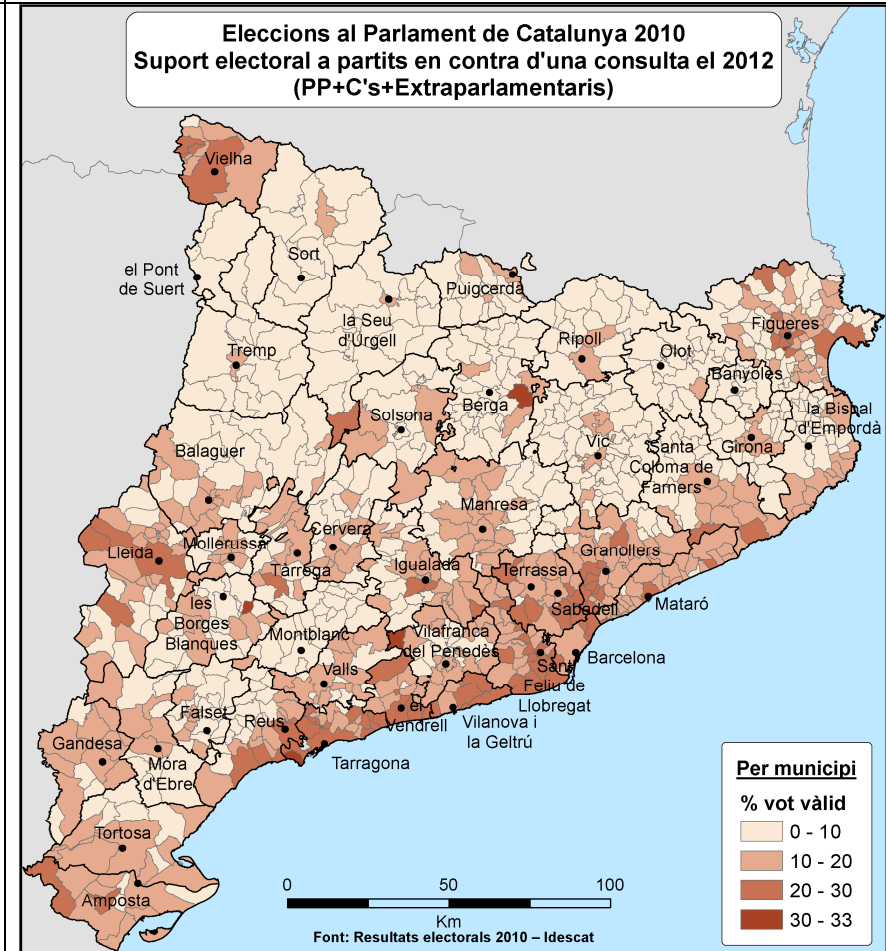 Eleccions al Parlament de Catalunya 2010
Suport electoral a partits en contra d'una consulta el 2012
(PP+C's+Extraparlamentaris)
Vielha
el Pont
de Suert
Sort
la Seu
d'Urgell
Puigcerdà
Tremp
Ripoll
Olot
Figueres
Banyoles
Solsona
Berga
la Bisbal
d'Empordà
Balaguer
Vic
Santa
Coloma de
Farners
Girona
Manresa
Lleida
Mollerussa
Cervera
Tàrrega
Igualada
Terrassa
Granollers
Sabadell
Mataró
les
Borges
Blanques
Montblanc
Vilafranca
del Penedès
Barcelona
Sant
Feliu de
Llobregat
Valls
el
Vendrell
Vilanova i
la Geltrú
Falset
Reus
Tarragona
Gandesa
Móra
d'Ebre
Tortosa
Amposta
Per municipi
% vot vàlid
0 - 10
10 - 20
20 - 30
30 - 33
0 50 100
Km
Font: Resultats electorals 2010 – Idescat